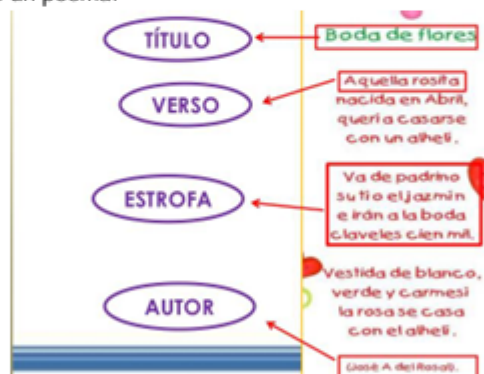 un poema.
TÍTULO
Boda de flores
VERSO
Aquella rosita
nacida en Abril,
quería casarse
con un alhelí.
ESTROFA
Va de padrino
su tío el jazmín
e irán a la boda
claveles cien mil.
Vestida de blanco,
verde y carmesí
la rosa se casa
con el alhelí.
AUTOR
(José A del Rosal).